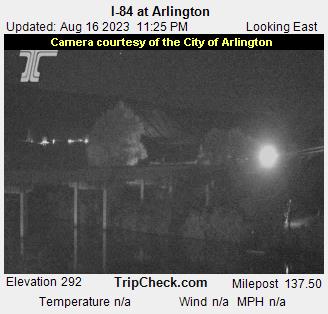 I-84 at Arlington
Updated: Aug 16 2023 11:25 PM Looking East
Camera courtesy of the City of Arlington
Elevation 292 TripCheck.com Milepost 137.50
Temperature n/a Wind n/a MPH n/a